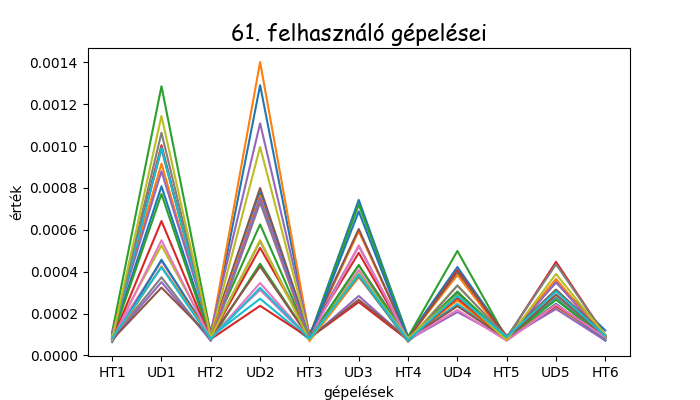 61. felhasználó gépelései
0.0014
0.0012
0.0010
0.0008
0.0006
0.0004
0.0002
0.0000
érték
HT1 UD1 HT2 UD2 HT3 UD3 HT4 UD4 HT5 UD5 HT6
gépelések